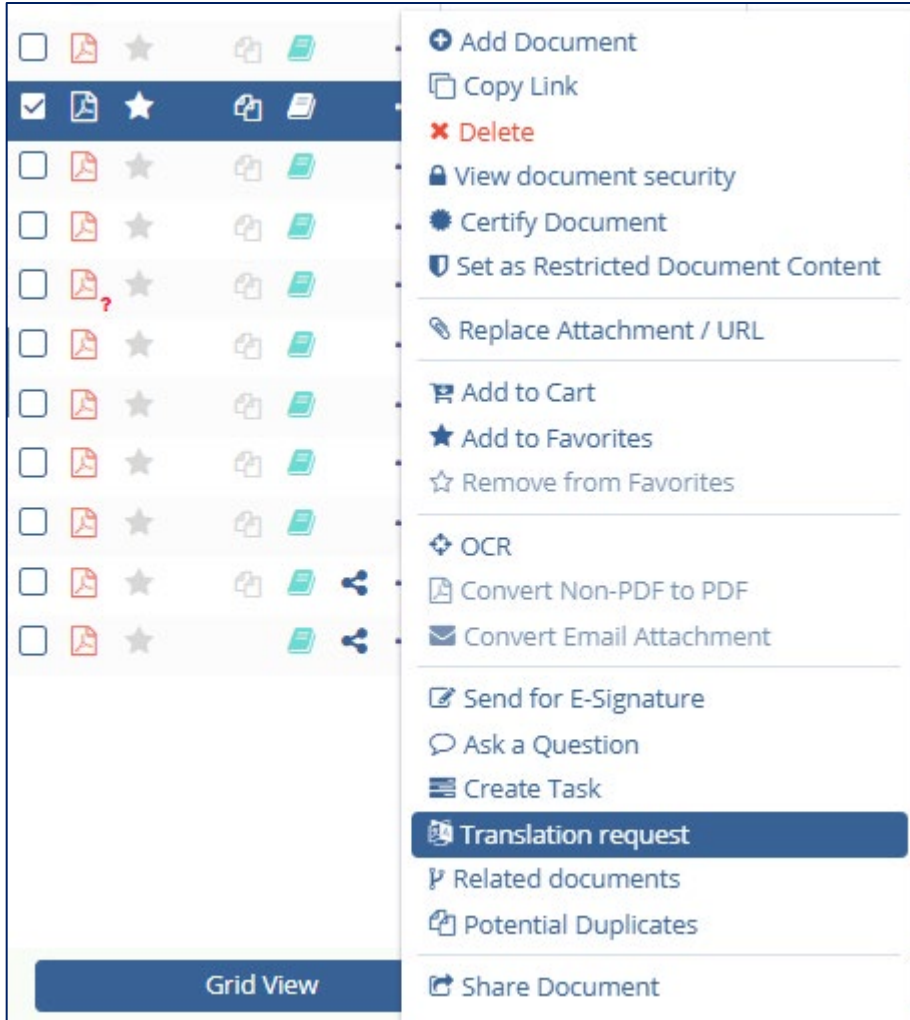 Add Document
Copy Link
Delete
View document security
Certify Document
Set as Restricted Document Content
Replace Attachment / URL
Add to Cart
Add to Favorites
Remove from Favorites
OCR
Convert Non-PDF to PDF
Convert Email Attachment
Send for E-Signature
Ask a Question
Create Task
Translation request
Related documents
Potential Duplicates
Share Document
?
Grid View